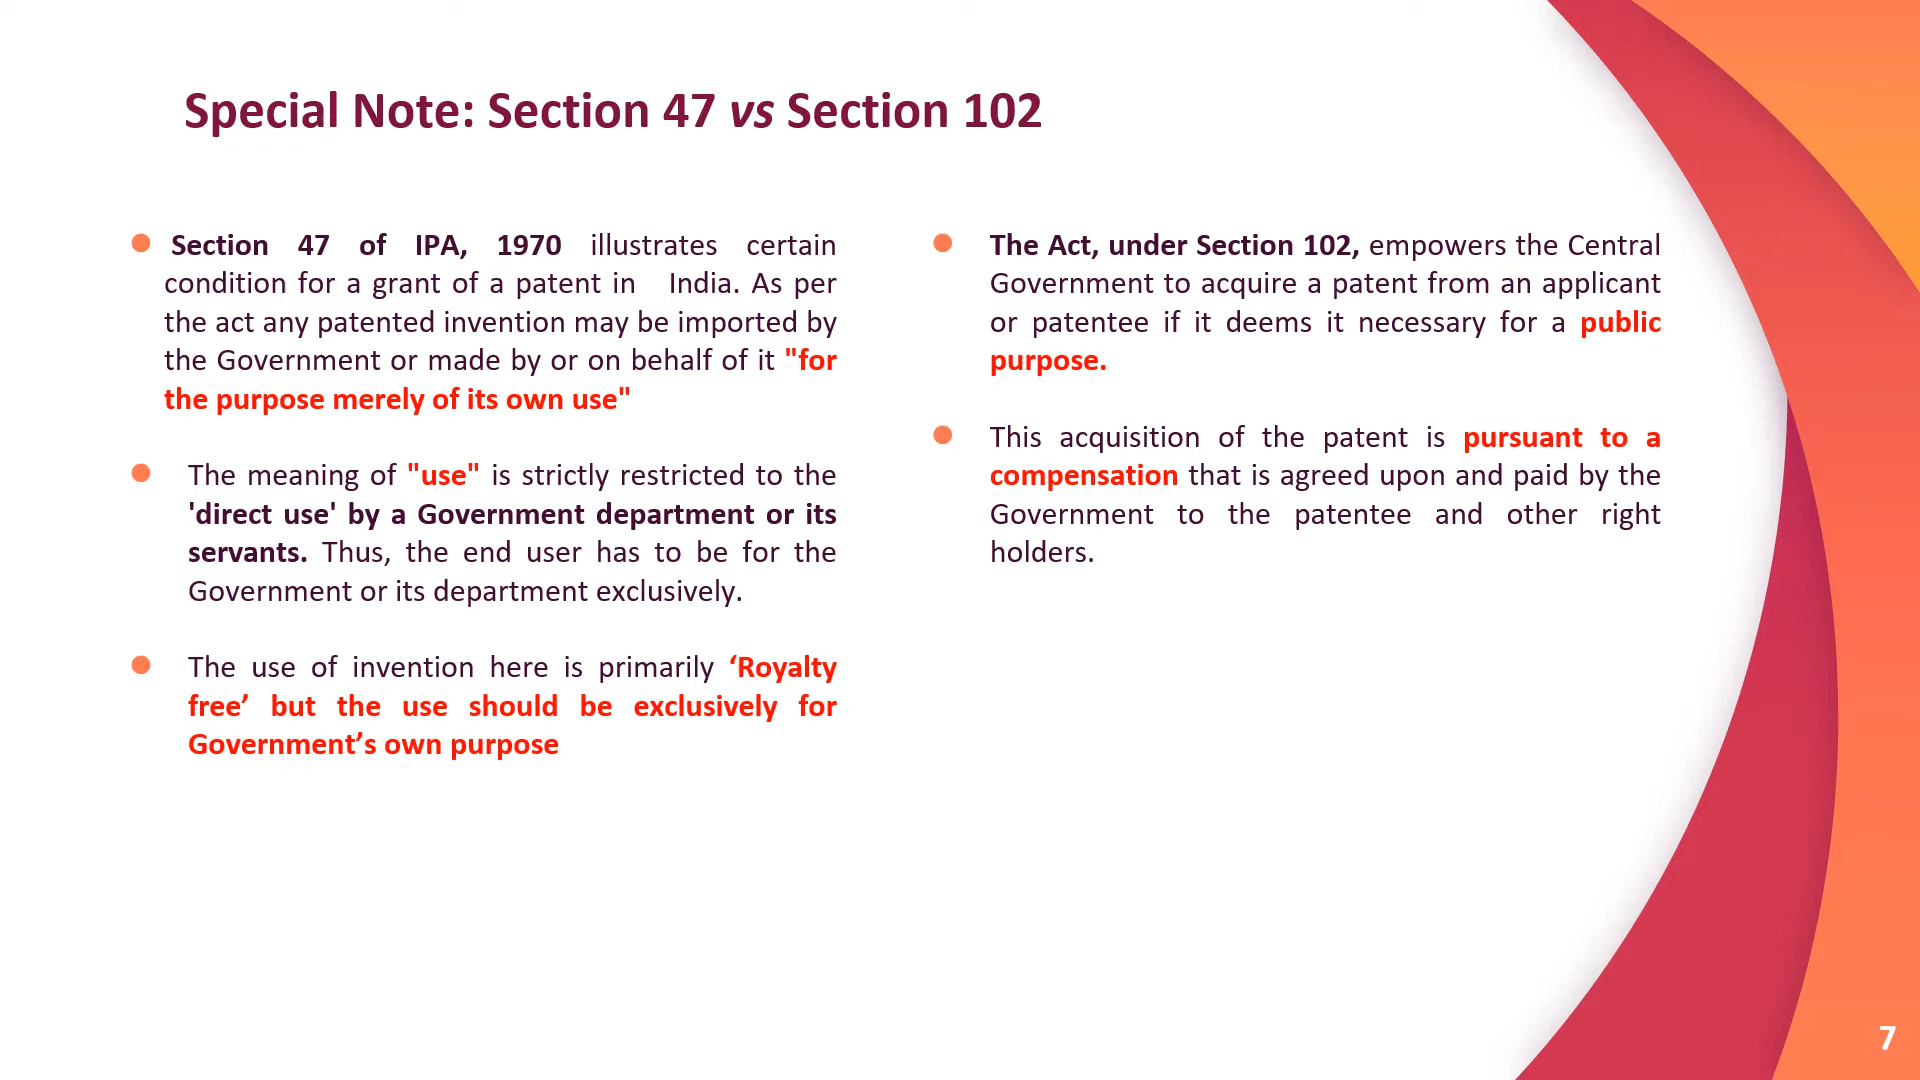 Special Note: Section 47 vs Section 102
Section 47 of IPA, 1970 illustrates certain
condition for a grant of a patent in India. As per
the act any patented invention may be imported by
the Government or made by or on behalf of it "for
the purpose merely of its own use"
The meaning of "use" is strictly restricted to the
'direct use' by a Government department or its
servants. Thus, the end user has to be for the
Government or its department exclusively.
The use of invention here is primarily ‘Royalty
free’ but the use should be exclusively for
Government’s own purpose
The Act, under Section 102, empowers the Central
Government to acquire a patent from an applicant
or patentee if it deems it necessary for a public
purpose.
This acquisition of the patent is pursuant to a
compensation that is agreed upon and paid by the
Government to the patentee and other right
holders.
7